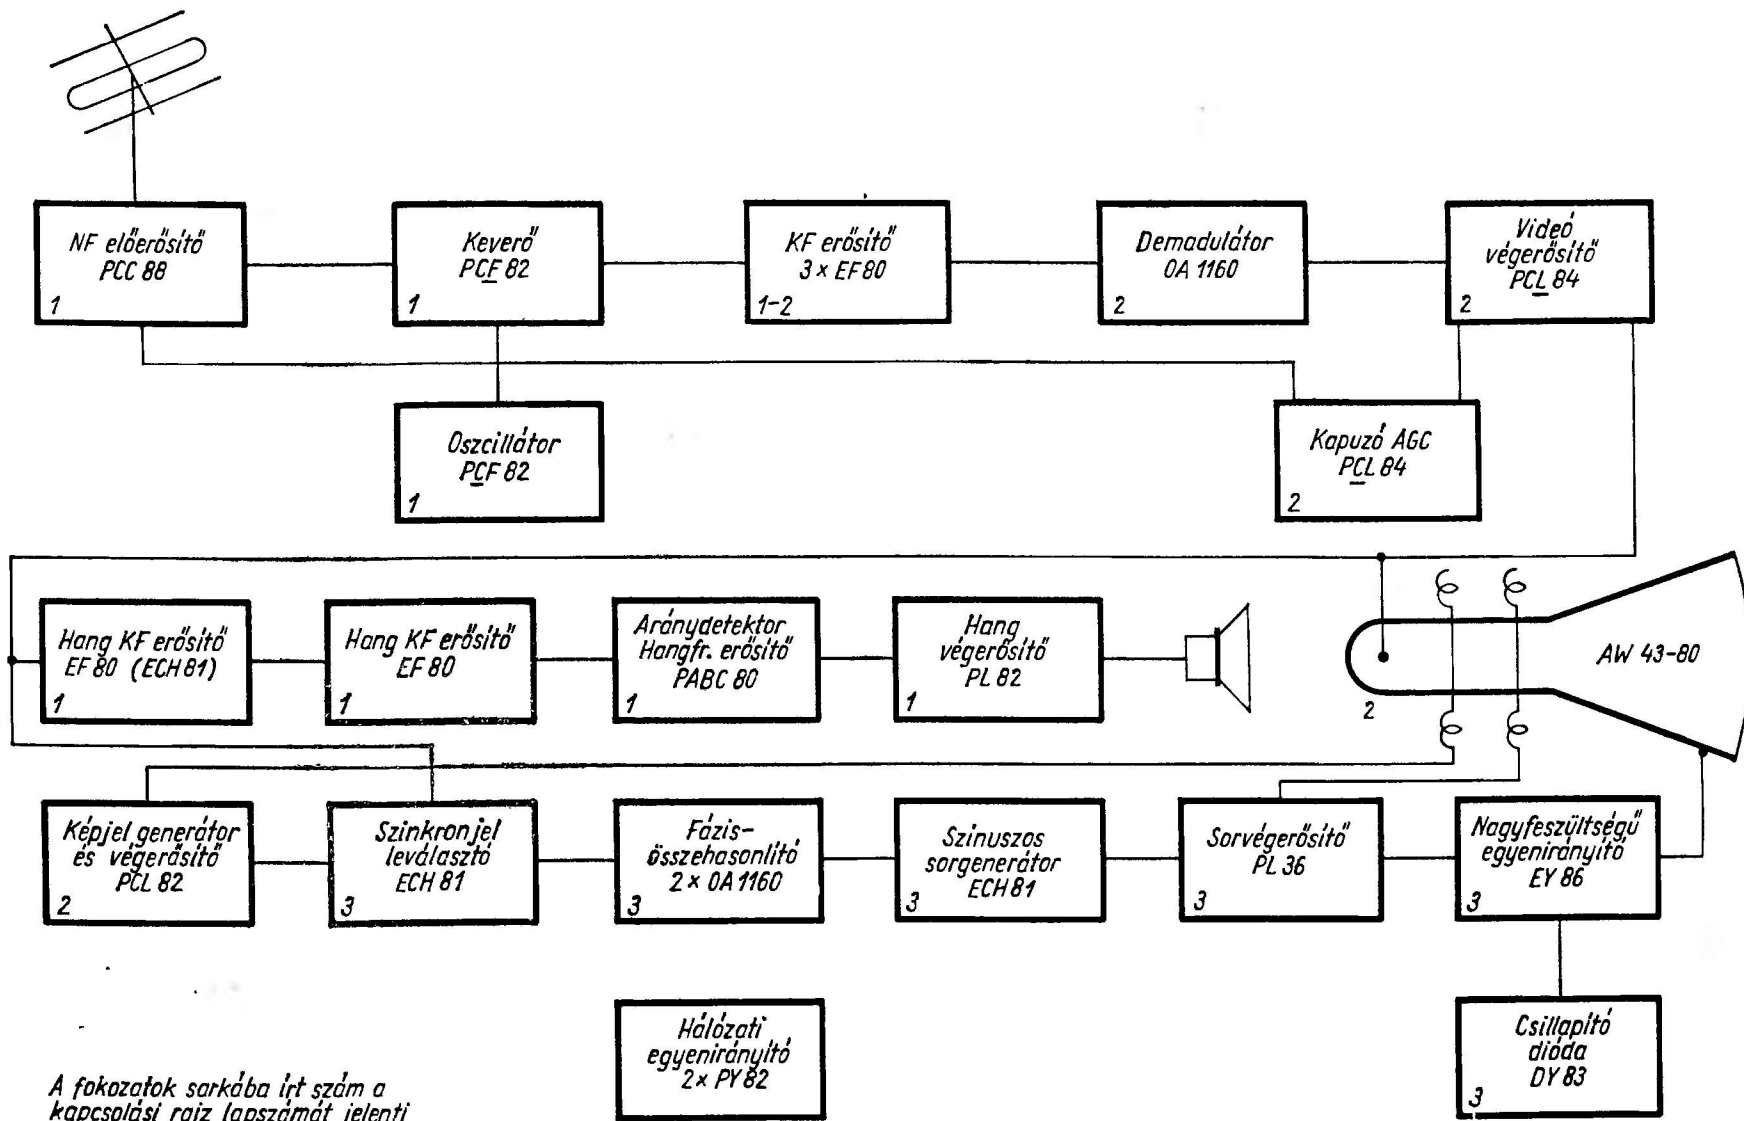 NF előerősítő
PCC 88
1
Keverő
PCF 82
1
KF erősítő
3 x EF 80
1-2
Demadulátor
OA 1160
2
Videó
végerősítő
PCL 84
2
Oszcillátor
PCF 82
1
Kapuzó AGC
PCL 84
2
Hang KF erősítő
EF 80 (ECH 81)
1
Hang KF erősítő
EF 80
1
Aránydetektor
Hangfr. erősítő
PABC 80
1
Hang
végerősítő
PL 82
1
AW 43-80
2
Képjel generátor
és végerősítő
PCL 82
2
Szinkronjel
leválasztó
ECH 81
3
Fázis-
összehasonlító
2 x OA 1160
3
Szinuszos
sorgenerátor
ECH 81
3
Sorvégerősítő
PL 36
3
Nagyfeszültségű
egyenirányító
EY 86
3
Hálózati
egyenirányító
2 x PY 82
Csillapító
dióda
DY 83
3
A fokozatok sarkába írt szám a
kapcsolási rajz lapszámát jelenti